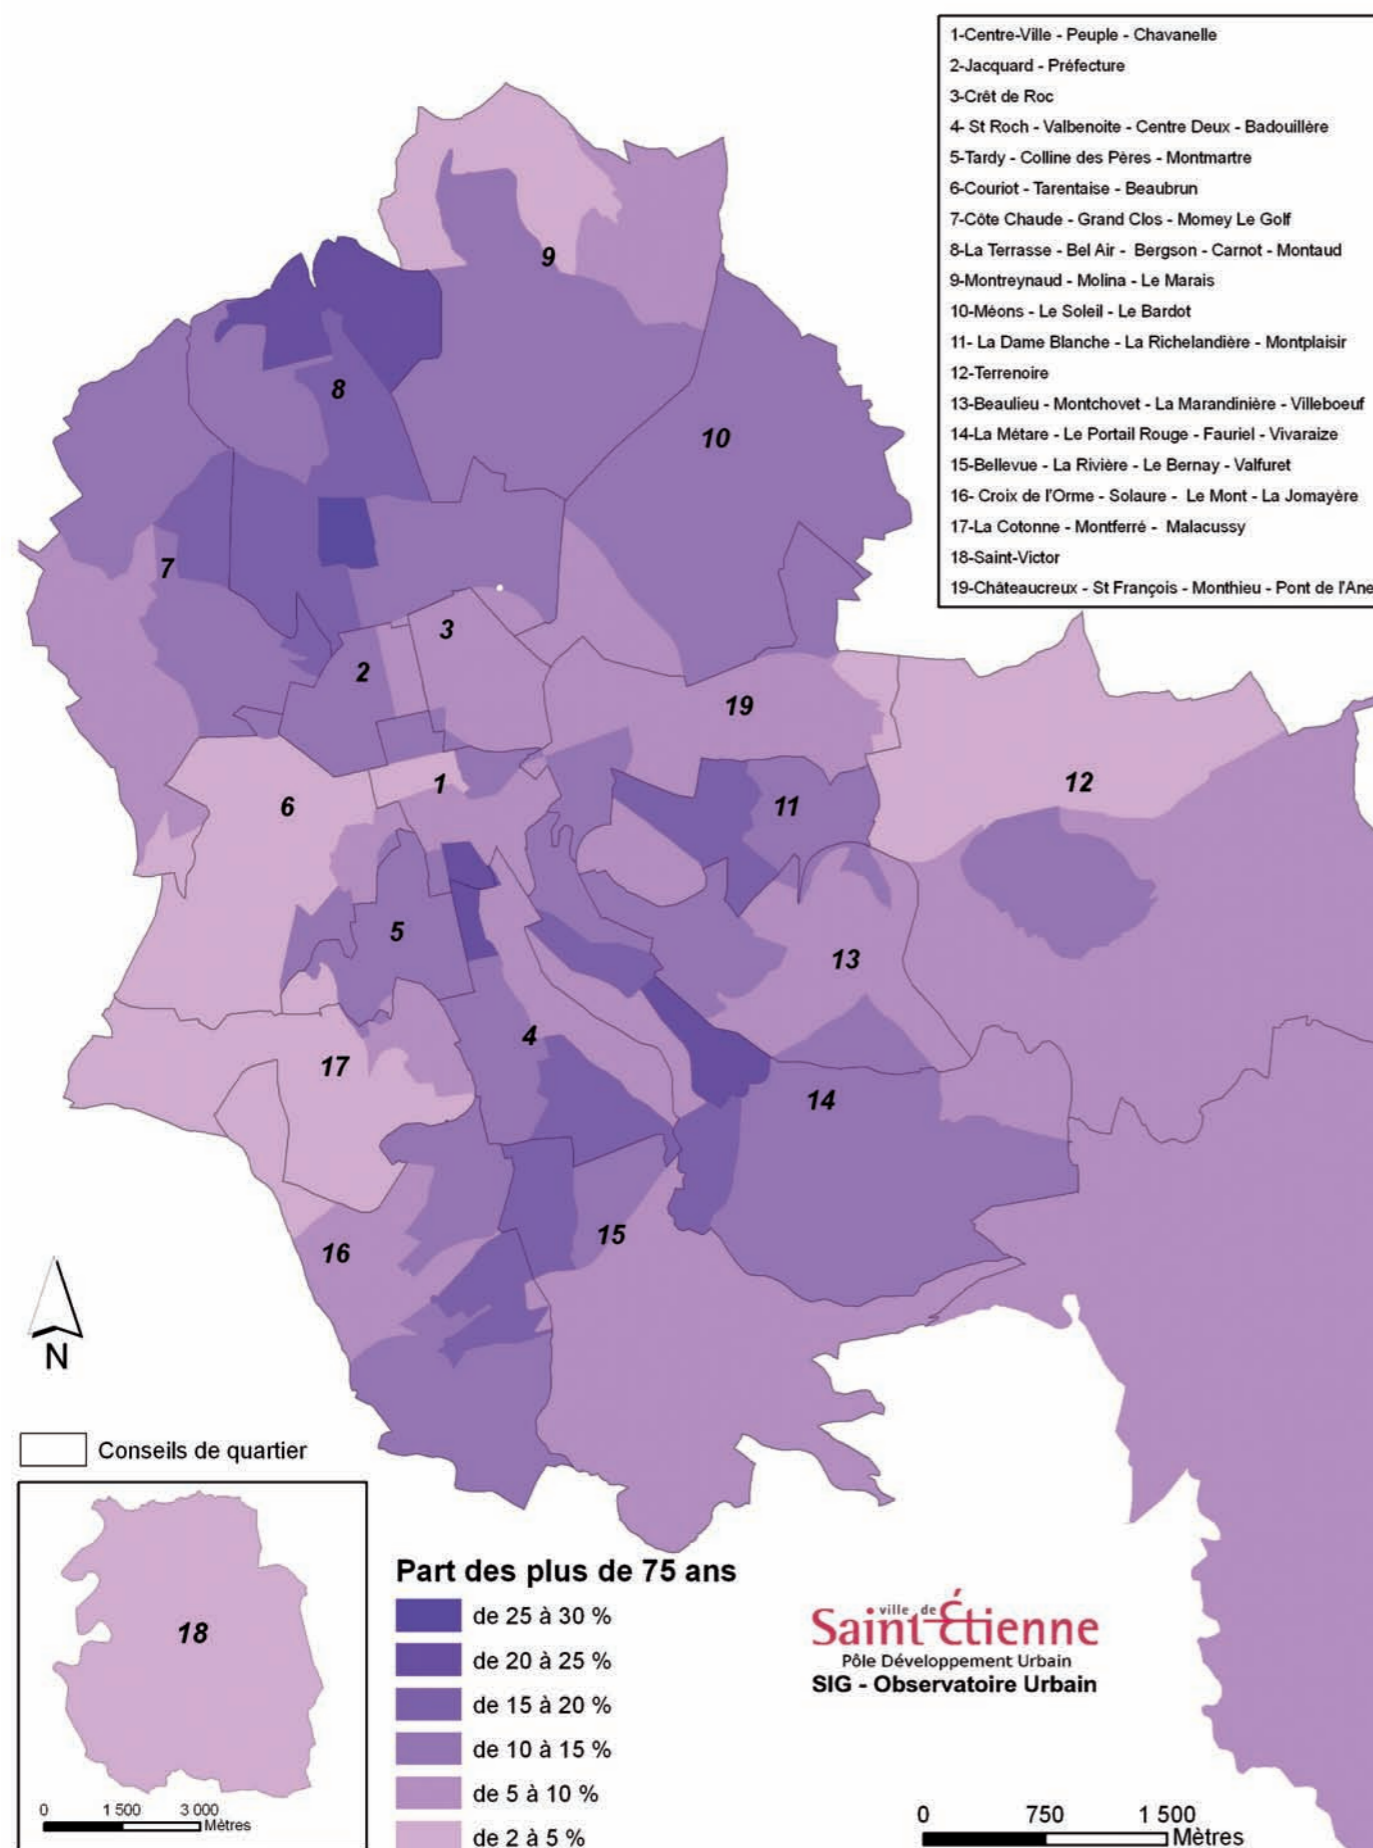 1-Centre-Ville - Peuple - Chavanelle
2-Jacquard - Préfecture
3-Crêt de Roc
4- St Roch - Valbenoite - Centre Deux - Badouillère
5-Tardy - Colline des Pères - Montmartre
6-Couriot - Tarentaise - Beaubrun
7-Côte Chaude - Grand Clos - Momey Le Golf
8-La Terrasse - Bel Air - Bergson - Carnot - Montaud
9-Montreynaud - Molina - Le Marais
10-Méons - Le Soleil - Le Bardot
11- La Dame Blanche - La Richelandière - Montplaisir
12-Terrenoire
13-Beaulieu - Montchovet - La Marandinière - Villeboeuf
14-La Métare - Le Portail Rouge - Fauriel - Vivaraize
15-Bellevue - La Rivière - Le Bernay - Valfuret
16- Croix de l'Orme - Solaure - Le Mont - La Jomayère
17-La Cotonne - Montferré - Malacussy
18-Saint-Victor
19-Châteaucreux - St François - Monthieu - Pont de l'Ane
9
8
10
7
3
2
19
1
6
11
12
5
13
4
17
14
15
16
N
Conseils de quartier
18
0 1 500 3 000
Mètres
Part des plus de 75 ans
de 25 à 30 %
de 20 à 25 %
de 15 à 20 %
de 10 à 15 %
de 5 à 10 %
de 2 à 5 %
ville de
Saint-Étienne
Pôle Développement Urbain
SIG - Observatoire Urbain
0 750 1 500
Mètres